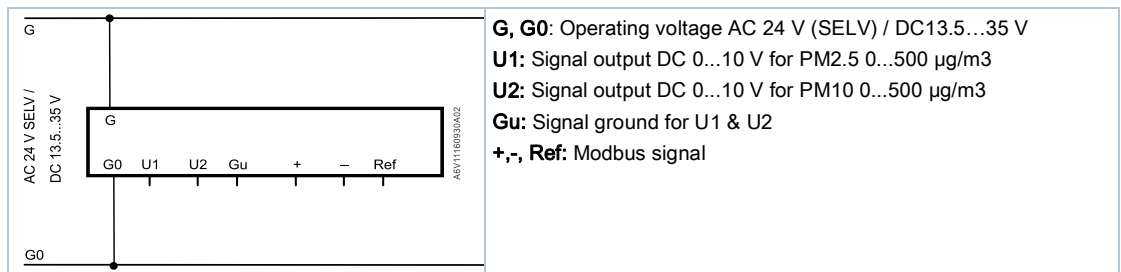 G
AC 24 V SELV /
DC 13.5...35 V
G
G0 U1 U2 Gu + – Ref
A6V11160930A02
G0
G, G0: Operating voltage AC 24 V (SELV) / DC13.5…35 V
U1: Signal output DC 0...10 V for PM2.5 0...500 µg/m3
U2: Signal output DC 0...10 V for PM10 0...500 µg/m3
Gu: Signal ground for U1 & U2
+,-, Ref: Modbus signal